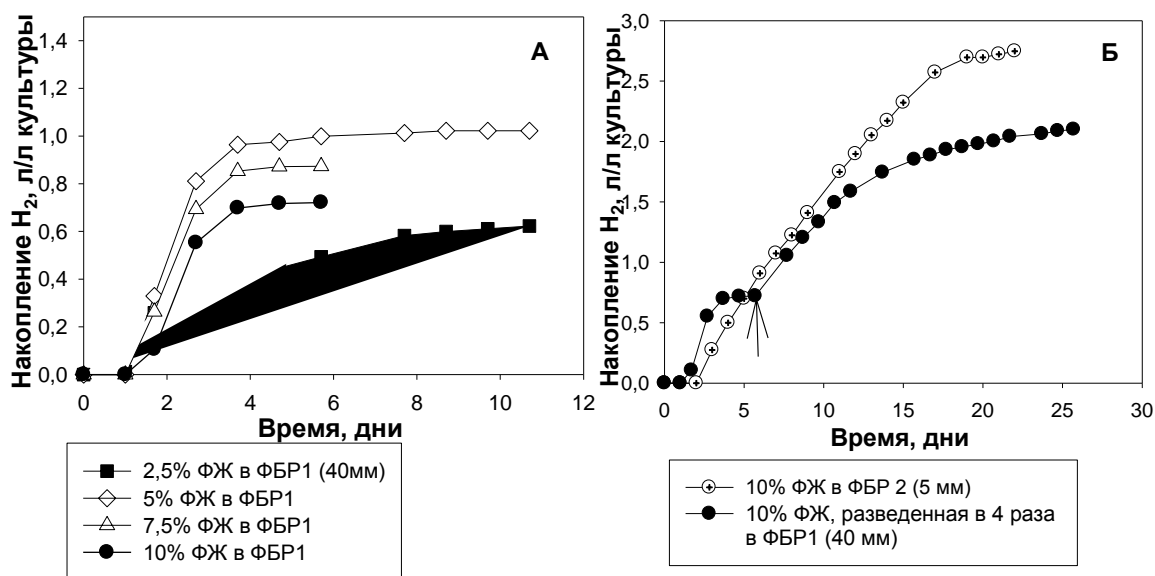 А
Накопление H2, л/л культуры
1,4
1,2
1,0
0,8
0,6
0,4
0,2
0,0
0 2 4 6 8 10 12
Время, дни
2,5% ФЖ в ФБР1 (40мм)
5% ФЖ в ФБР1
7,5% ФЖ в ФБР1
10% ФЖ в ФБР1
Б
Накопление H2, л/л культуры
3,0
2,5
2,0
1,5
1,0
0,5
0,0
0 5 10 15 20 25 30
Время, дни
10% ФЖ в ФБР 2 (5 мм)
10% ФЖ, разведенная в 4 раза
в ФБР1 (40 мм)